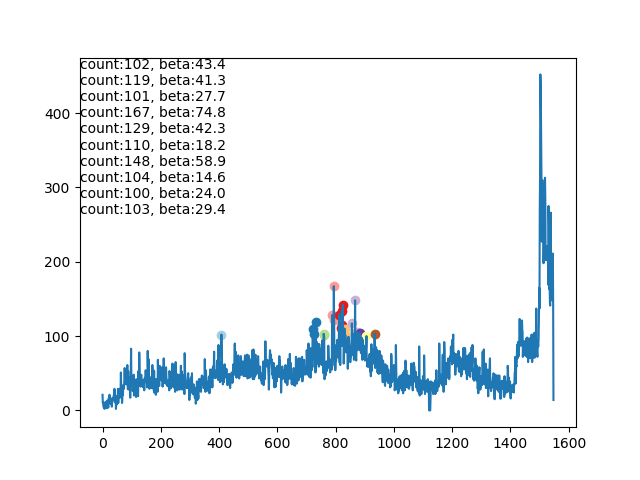 count:102, beta:43.4
count:119, beta:41.3
count:101, beta:27.7
count:167, beta:74.8
count:129, beta:42.3
count:110, beta:18.2
count:148, beta:58.9
count:104, beta:14.6
count:100, beta:24.0
count:103, beta:29.4
400
300
200
100
0
0 200 400 600 800 1000 1200 1400 1600